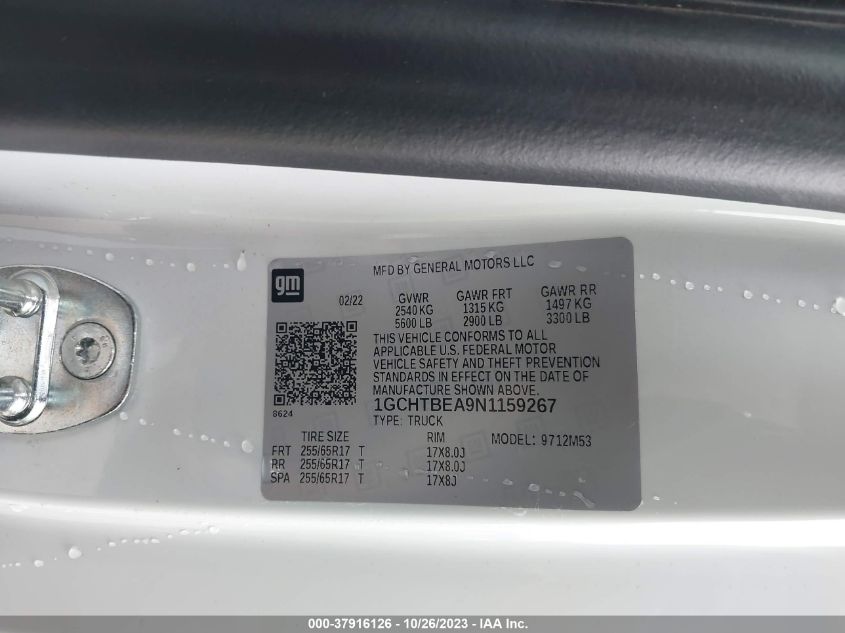 gm
MFD BY GENERAL MOTORS LLC
02/22 GVWR GAWR FRT GAWR RR
2540 KG 1315 KG 1497 KG
5600 LB 2900 LB 3300 LB
THIS VEHICLE CONFORMS TO ALL
APPLICABLE U.S. FEDERAL MOTOR
VEHICLE SAFETY AND THEFT PREVENTION
STANDARDS IN EFFECT ON THE DATE OF
MANUFACTURE SHOWN ABOVE.
8624 1GCHTBEA9N1159267
TYPE: TRUCK
TIRE SIZE RIM MODEL: 9712M53
FRT 255/65R17 T 17X8.0J
RR 255/65R17 T 17X8.0J
SPA 255/65R17 T 17X8J
000-37916126 - 10/26/2023 - IAA Inc.